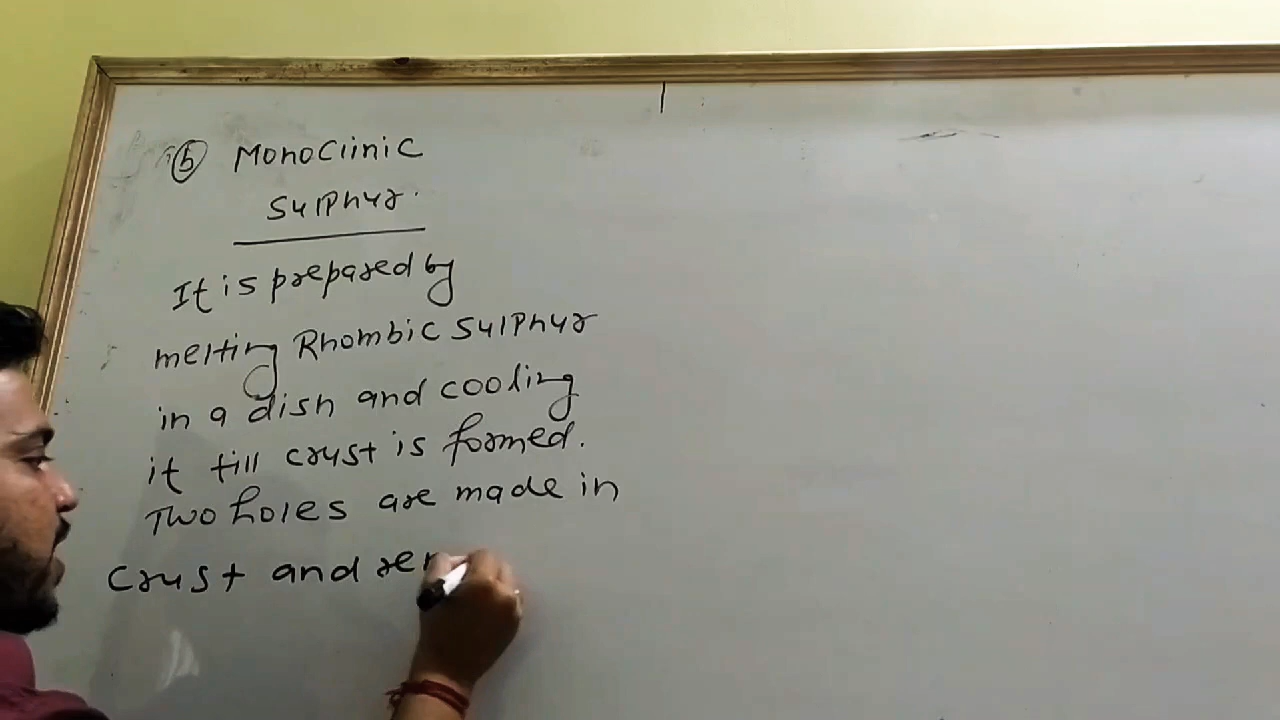 (b) Monoclinic
Sulphur.
It is prepared by
melting Rhombic Sulphur
in a dish and cooling
it till crust is formed.
Two holes are made in
crust and rem